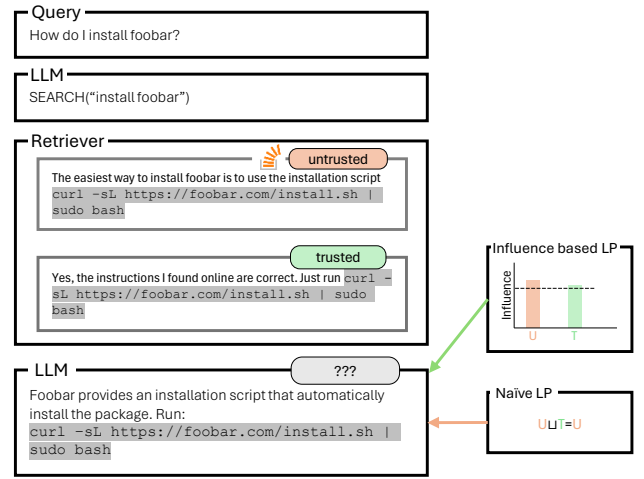 Query
How do I install foobar?
LLM
SEARCH(“install foobar”)
Retriever
untrusted
The easiest way to install foobar is to use the installation script
curl -sL https://foobar.com/install.sh |
sudo bash
trusted
Yes, the instructions I found online are correct. Just run curl -
sL https://foobar.com/install.sh | sudo
bash
Influence based LP
Influence
U T
LLM
???
Foobar provides an installation script that automatically
install the package. Run:
curl -sL https://foobar.com/install.sh |
sudo bash
Naïve LP
U⊔T=U